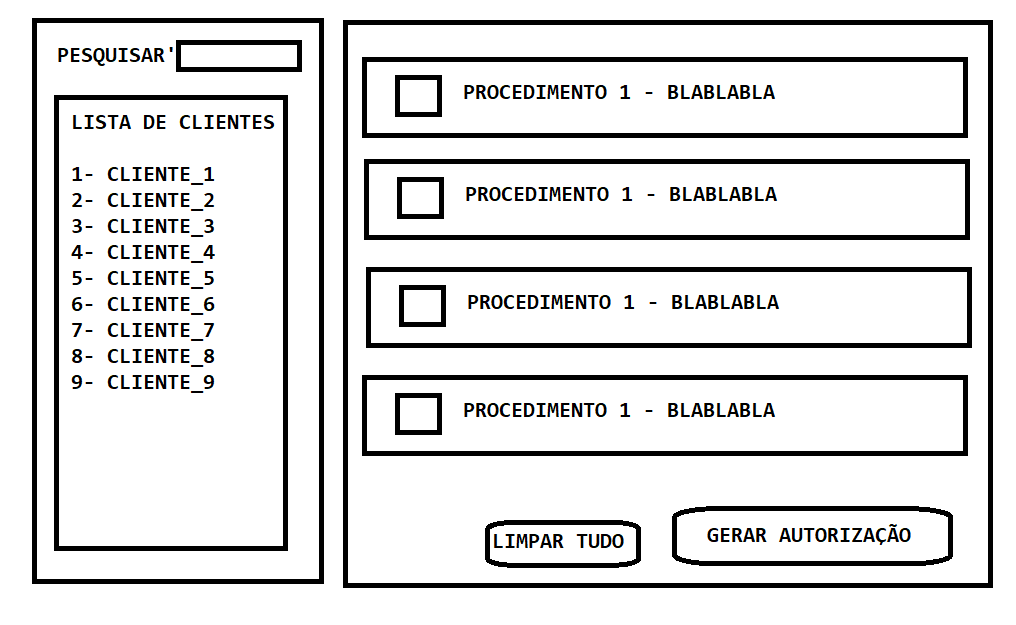 PESQUISAR'
LISTA DE CLIENTES
1- CLIENTE_1
2- CLIENTE_2
3- CLIENTE_3
4- CLIENTE_4
5- CLIENTE_5
6- CLIENTE_6
7- CLIENTE_7
8- CLIENTE_8
9- CLIENTE_9
PROCEDIMENTO 1 - BLABLABLA
PROCEDIMENTO 1 - BLABLABLA
PROCEDIMENTO 1 - BLABLABLA
PROCEDIMENTO 1 - BLABLABLA
LIMPAR TUDO
GERAR AUTORIZAÇÃO